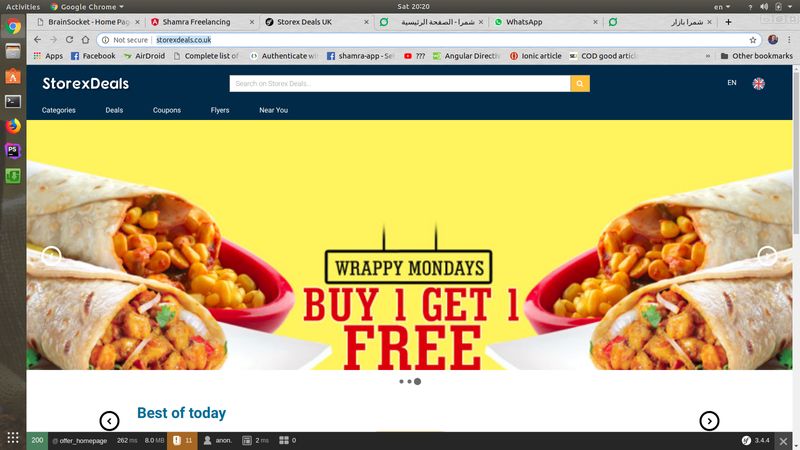 Activities Google Chrome Sat 20:20 en
BrainSocket - Home Pag Shamra Freelancing Storex Deals UK شمرا - الصفحة الرئيسية WhatsApp شمرا بازار
Not secure storexdeals.co.uk
Apps Facebook AirDroid Complete list of Authenticate wi shamra-app - Sel ??? Angular Directiv Ionic article COD good articl » Other bookmarks
StorexDeals Search on Storex Deals... EN
Categories Deals Coupons Flyers Near You
WRAPPY MONDAYS
BUY 1 GET 1
FREE
Best of today
200 @ offer_homepage 262 ms 8.0 MB 11 anon. 2 ms 0 3.4.4